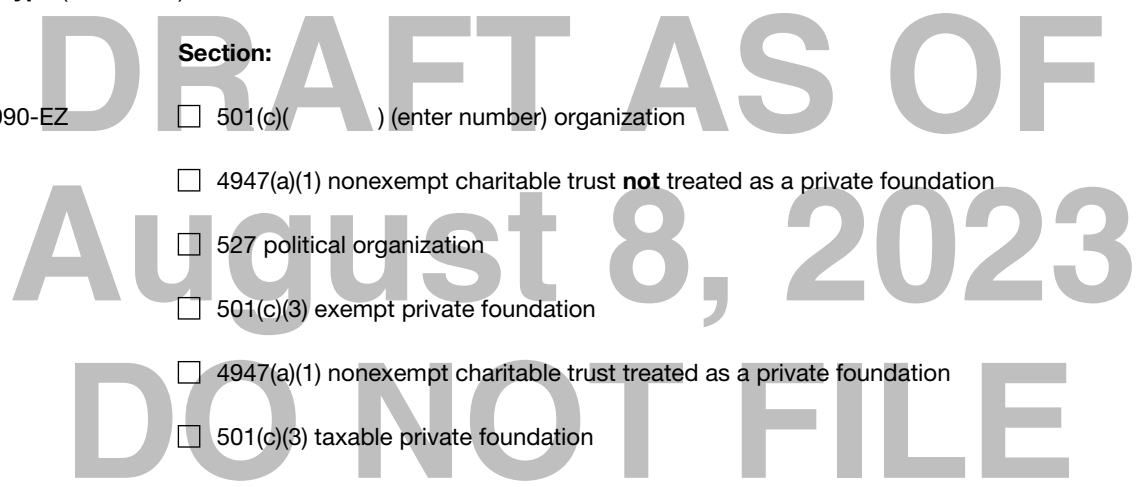 DRAFT AS OF
Section:
990-EZ ☐ 501(c)( ) (enter number) organization
☐ 4947(a)(1) nonexempt charitable trust not treated as a private foundation
August 8, 2023
☐ 527 political organization
☐ 501(c)(3) exempt private foundation
☐ 4947(a)(1) nonexempt charitable trust treated as a private foundation
DO NOT FILE
☐ 501(c)(3) taxable private foundation